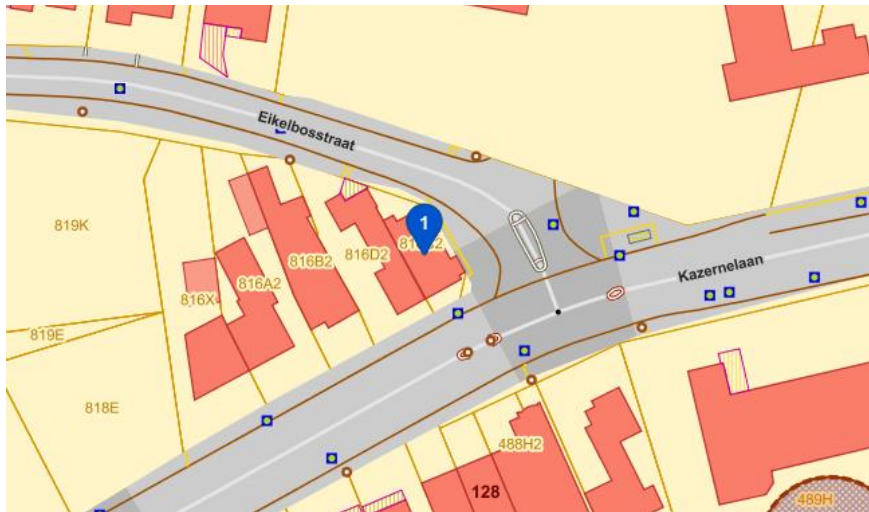 Eikelbosstraat
1
819K
816D2
816B2
816A2
816X
Kazernelaan
819E
818E
488H2
128
489H